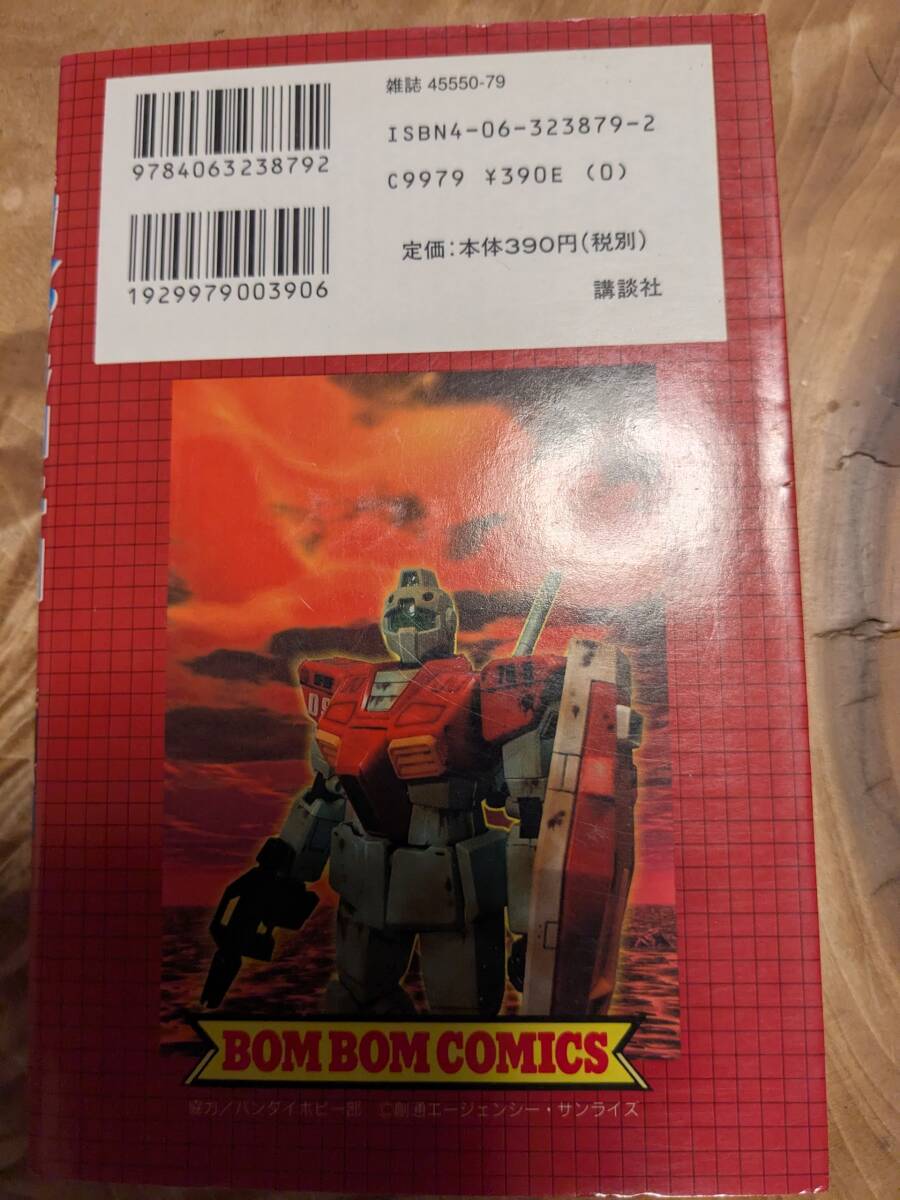 雑誌 45550-79
ISBN4-06-323879-2
9784063238792
C9979 ¥390E (0)
定価:本体390円(税別)
1929979003906
講談社
BOM BOM COMICS
協力/バンダイホビー部 ©創通エージェンシー・サンライズ